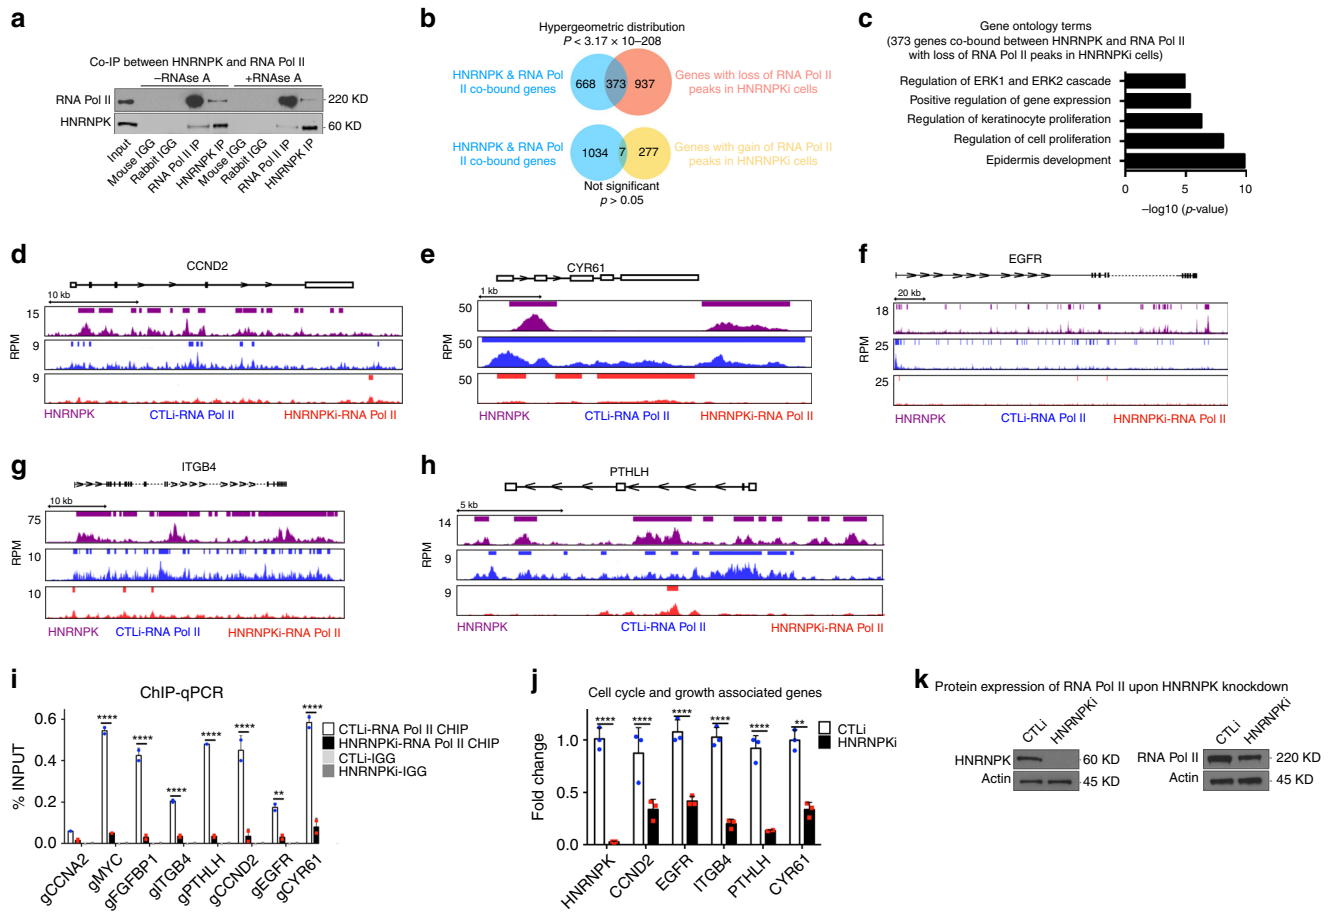 a
Co-IP between HNRNPK and RNA Pol II
–RNAse A
+RNAse A
RNA Pol II
220 KD
HNRNPK
60 KD
Input
Mouse IGG
Rabbit IGG
RNA Pol II IP
HNRNPK IP
Mouse IGG
Rabbit IGG
RNA Pol II IP
HNRNPK IP
b
Hypergeometric distribution
P < 3.17 × 10–208
HNRNPK & RNA Pol
II co-bound genes
668
373
937
Genes with loss of RNA Pol II
peaks in HNRNPKi cells
HNRNPK & RNA Pol
II co-bound genes
1034
7
277
Genes with gain of RNA Pol II
peaks in HNRNPKi cells
Not significant
p > 0.05
c
Gene ontology terms
(373 genes co-bound between HNRNPK and RNA Pol II
with loss of RNA Pol II peaks in HNRNPKi cells)
Regulation of ERK1 and ERK2 cascade
Positive regulation of gene expression
Regulation of keratinocyte proliferation
Regulation of cell proliferation
Epidermis development
0
5
10
–log10 (p-value)
d
CCND2
10 kb
15
9
9
RPM
HNRNPK
CTLi-RNA Pol II
HNRNPKi-RNA Pol II
e
CYR61
1 kb
50
50
50
RPM
HNRNPK
CTLi-RNA Pol II
HNRNPKi-RNA Pol II
f
EGFR
20 kb
18
25
25
RPM
HNRNPK
CTLi-RNA Pol II
HNRNPKi-RNA Pol II
g
ITGB4
10 kb
75
10
10
RPM
HNRNPK
CTLi-RNA Pol II
HNRNPKi-RNA Pol II
h
PTHLH
5 kb
14
9
9
RPM
HNRNPK
CTLi-RNA Pol II
HNRNPKi-RNA Pol II
i
ChIP-qPCR
% INPUT
0.6
0.4
0.2
0.0
****
****
****
****
****
**
****
CTLi-RNA Pol II CHIP
HNRNPKi-RNA Pol II CHIP
CTLi-IGG
HNRNPKi-IGG
gCCNA2
gMYC
gFGFBP1
gITGB4
gPTHLH
gCCND2
gEGFR
gCYR61
j
Cell cycle and growth associated genes
Fold change
1.0
0.5
0.0
****
****
****
****
****
**
CTLi
HNRNPKi
HNRNPK
CCND2
EGFR
ITGB4
PTHLH
CYR61
k
Protein expression of RNA Pol II upon HNRNPK knockdown
CTLi
HNRNPKi
HNRNPK
60 KD
Actin
45 KD
CTLi
HNRNPKi
RNA Pol II
220 KD
Actin
45 KD